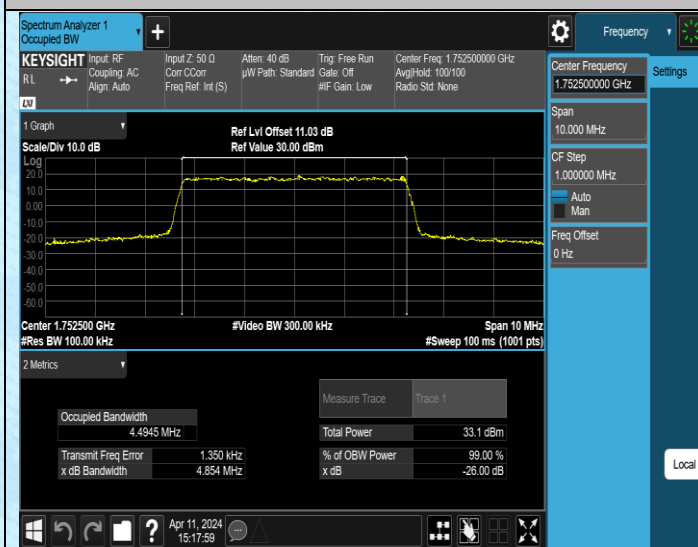 Spectrum Analyzer 1
Occupied BW
+
Frequency
KEYSIGHT
R L
LXI
Input: RF
Coupling: AC
Align: Auto
Input Z: 50 Ω
Corr CCorr
Freq Ref: Int (S)
Atten: 40 dB
µW Path: Standard
Trig: Free Run
Gate: Off
#IF Gain: Low
Center Freq: 1.752500000 GHz
Avg|Hold: 100/100
Radio Std: None
Center Frequency
1.752500000 GHz
Settings
Span
10.000 MHz
CF Step
1.000000 MHz
Auto
Man
Freq Offset
0 Hz
Local
1 Graph
Scale/Div 10.0 dB
Ref Lvl Offset 11.03 dB
Ref Value 30.00 dBm
Log
20.0
10.0
0.00
-10.0
-20.0
-30.0
-40.0
-50.0
-60.0
Center 1.752500 GHz
#Video BW 300.00 kHz
Span 10 MHz
#Res BW 100.00 kHz
#Sweep 100 ms (1001 pts)
2 Metrics
Measure Trace
Trace 1
Occupied Bandwidth
4.4945 MHz
Total Power
33.1 dBm
Transmit Freq Error
1.350 kHz
% of OBW Power
99.00 %
x dB Bandwidth
4.854 MHz
x dB
-26.00 dB
?
Apr 11, 2024
15:17:59